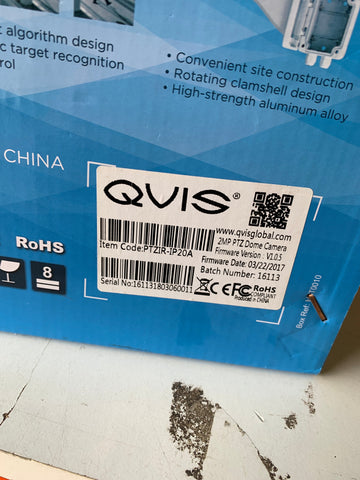 algorithm design
c target recognition
rol
• Convenient site construction
• Rotating clamshell design
• High-strength aluminum alloy
CHINA
QVIS®
www.qvisglobal.com
2MP PTZ Dome Camera
Item Code:PTZIR-IP20A
Firmware Version : V1.05
Firmware Date: 03/22/2017
Batch Number: 16113
Serial No:161131803060011
CE FC RoHS
COMPLIANT
Produced in CHINA
RoHS
8
Box Ref: